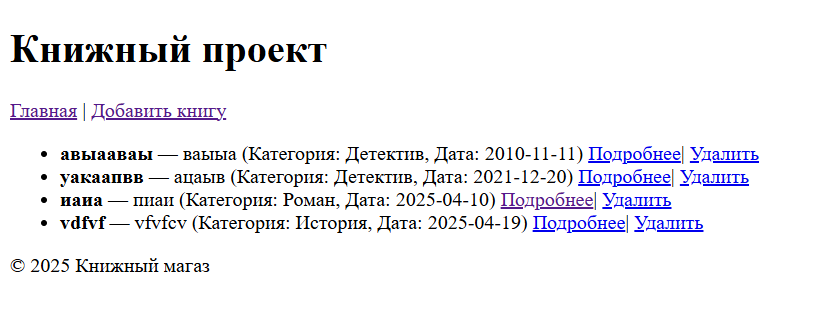 Книжный проект
Главная | Добавить книгу
авыааваы — ваыыа (Категория: Детектив, Дата: 2010-11-11) Подробнее| Удалить
уакаапвв — ацаыв (Категория: Детектив, Дата: 2021-12-20) Подробнее| Удалить
иаиа — пиаи (Категория: Роман, Дата: 2025-04-10) Подробнее| Удалить
vdfvf — vfvfcv (Категория: История, Дата: 2025-04-19) Подробнее| Удалить
© 2025 Книжный магаз